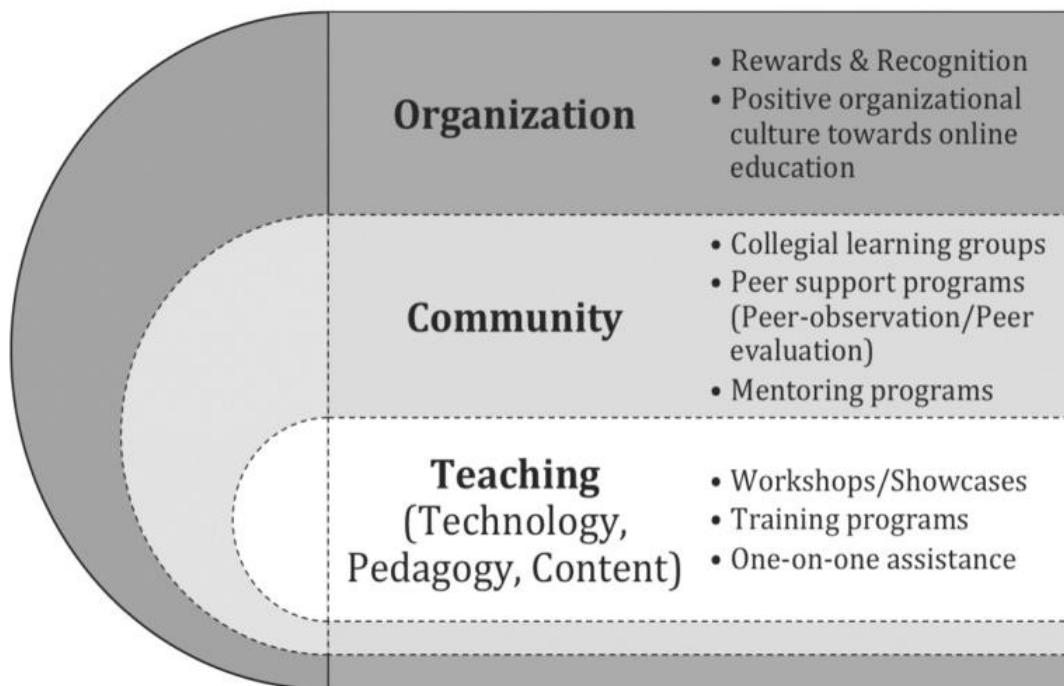 Organization
• Rewards & Recognition
• Positive organizational
culture towards online
education
Community
• Collegial learning groups
• Peer support programs
(Peer-observation/Peer
evaluation)
• Mentoring programs
Teaching
(Technology,
Pedagogy, Content)
• Workshops/Showcases
• Training programs
• One-on-one assistance